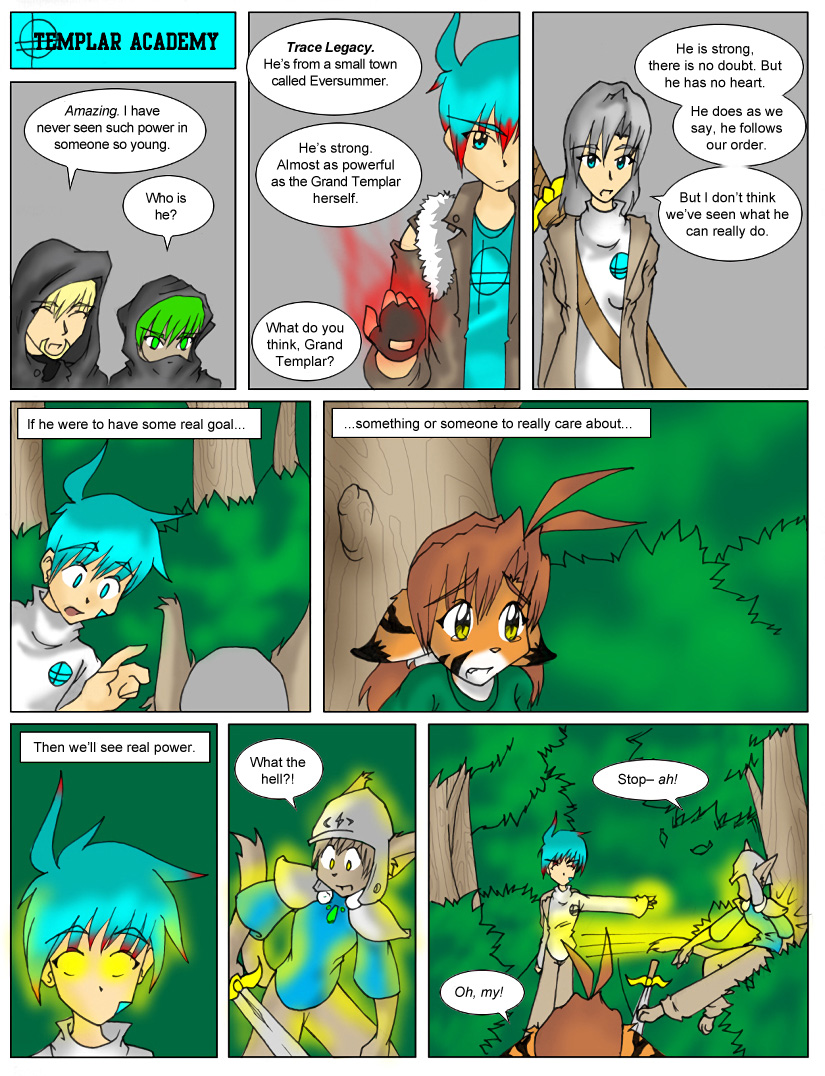 TEMPLAR ACADEMY
Amazing. I have
never seen such power in
someone so young.
Who is
he?
Trace Legacy.
He's from a small town
called Eversummer.
He's strong.
Almost as powerful
as the Grand Templar
herself.
What do you
think, Grand
Templar?
He is strong,
there is no doubt. But
he has no heart.
He does as we
say, he follows
our order.
But I don't think
we've seen what he
can really do.
If he were to have some real goal...
...something or someone to really care about...
Then we'll see real power.
What the
hell?!
Stop– ah!
Oh, my!